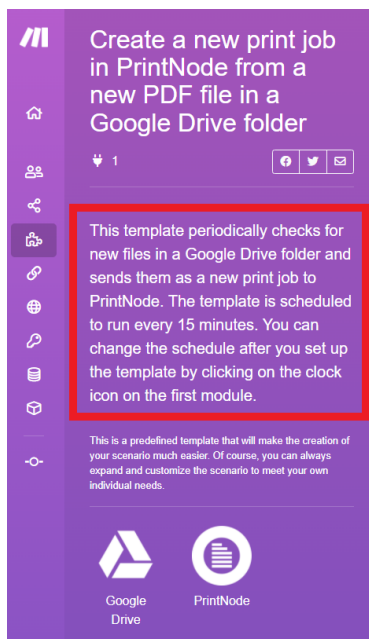 Create a new print job
in PrintNode from a
new PDF file in a
Google Drive folder
1
This template periodically checks for
new files in a Google Drive folder and
sends them as a new print job to
PrintNode. The template is scheduled
to run every 15 minutes. You can
change the schedule after you set up
the template by clicking on the clock
icon on the first module.
This is a predefined template that will make the creation of
your scenario much easier. Of course, you can always
expand and customize the scenario to meet your own
individual needs.
Google
Drive
PrintNode